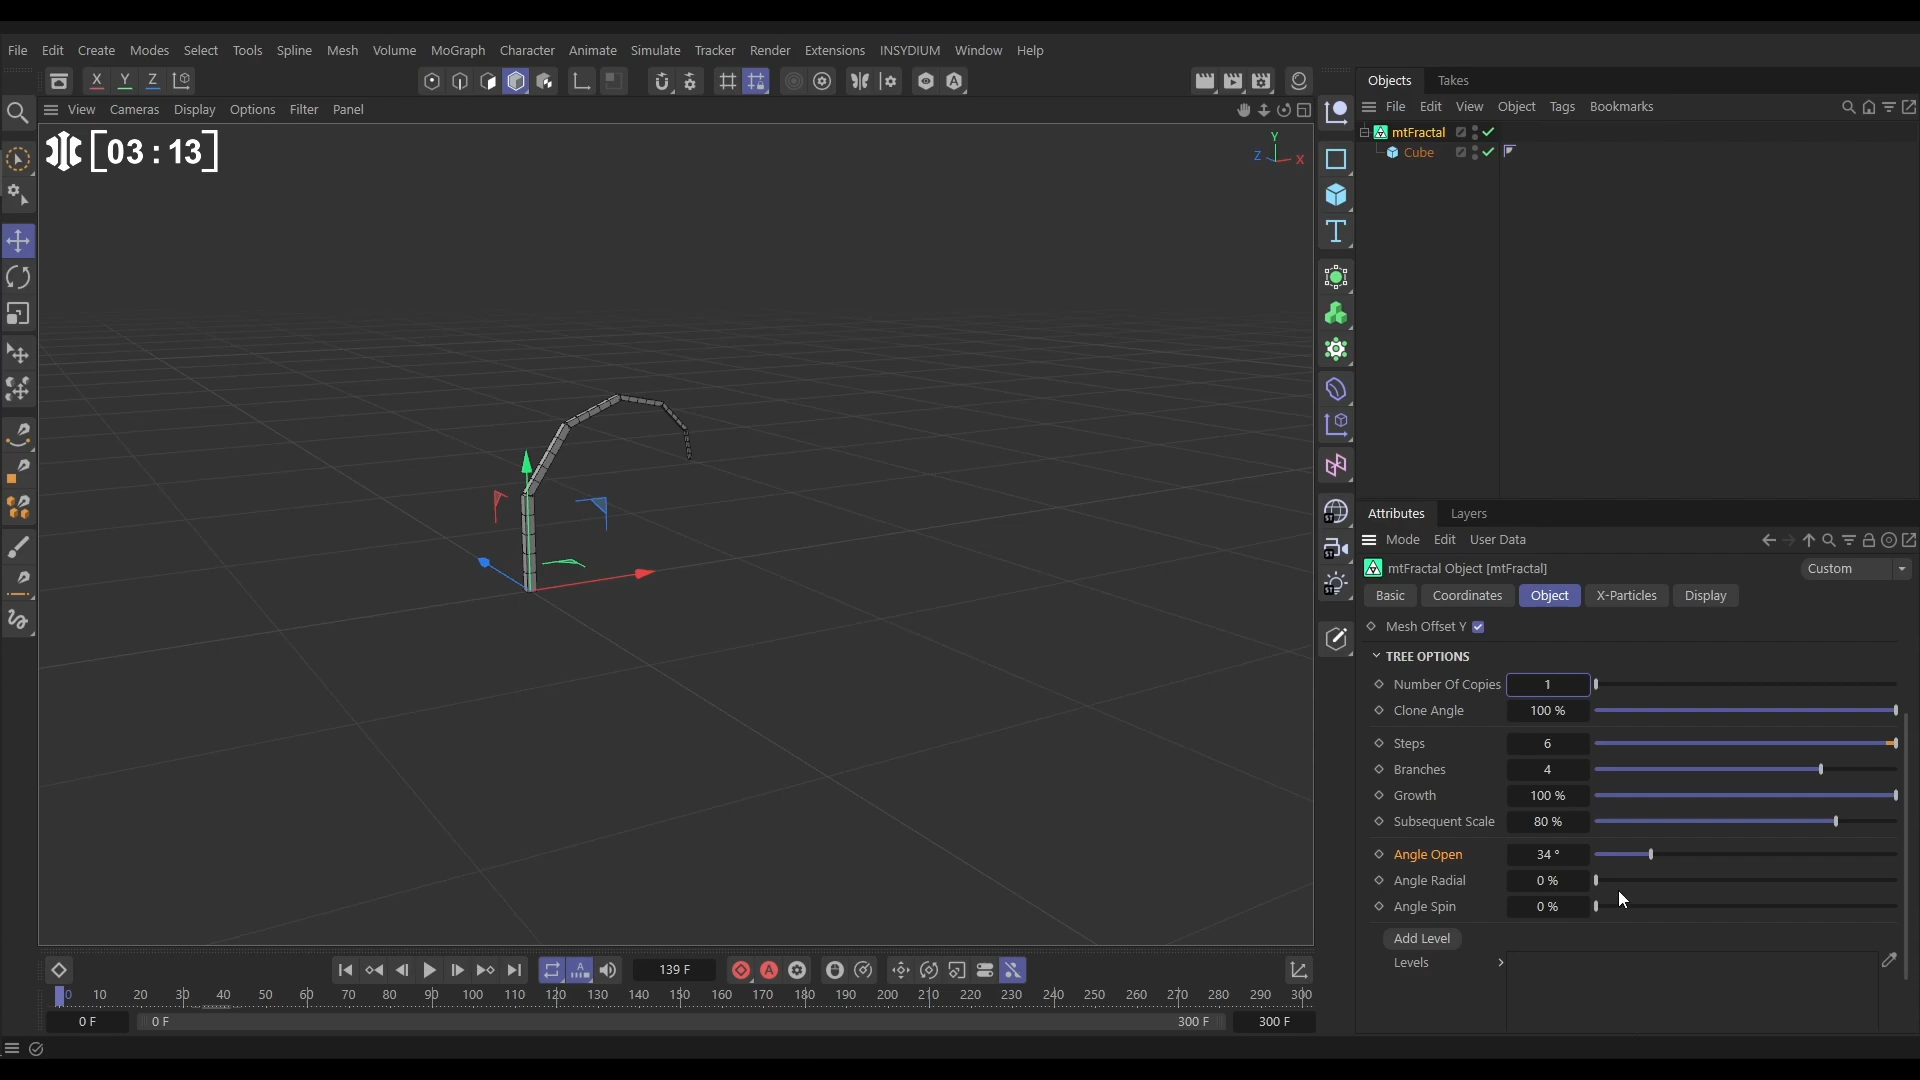 File Edit Create Modes Select Tools Spline Mesh Volume MoGraph Character Animate Simulate Tracker Render Extensions INSYDIUM Window Help
X Y Z
View Cameras Display Options Filter Panel
[03:13]
Y
Z X
Objects Takes
File Edit View Object Tags Bookmarks
mtFractal
Cube
ST
ST
ST
Attributes Layers
Mode Edit User Data
mtFractal Object [mtFractal] Custom
Basic Coordinates Object X-Particles Display
Mesh Offset Y
TREE OPTIONS
Number Of Copies 1
Clone Angle 100 %
Steps 6
Branches 4
Growth 100 %
Subsequent Scale 80 %
Angle Open 34 °
Angle Radial 0 %
Angle Spin 0 %
Add Level
Levels
139 F
0 10 20 30 40 50 60 70 80 90 100 110 120 130 140 150 160 170 180 190 200 210 220 230 240 250 260 270 280 290 300
0 F 0 F 300 F 300 F